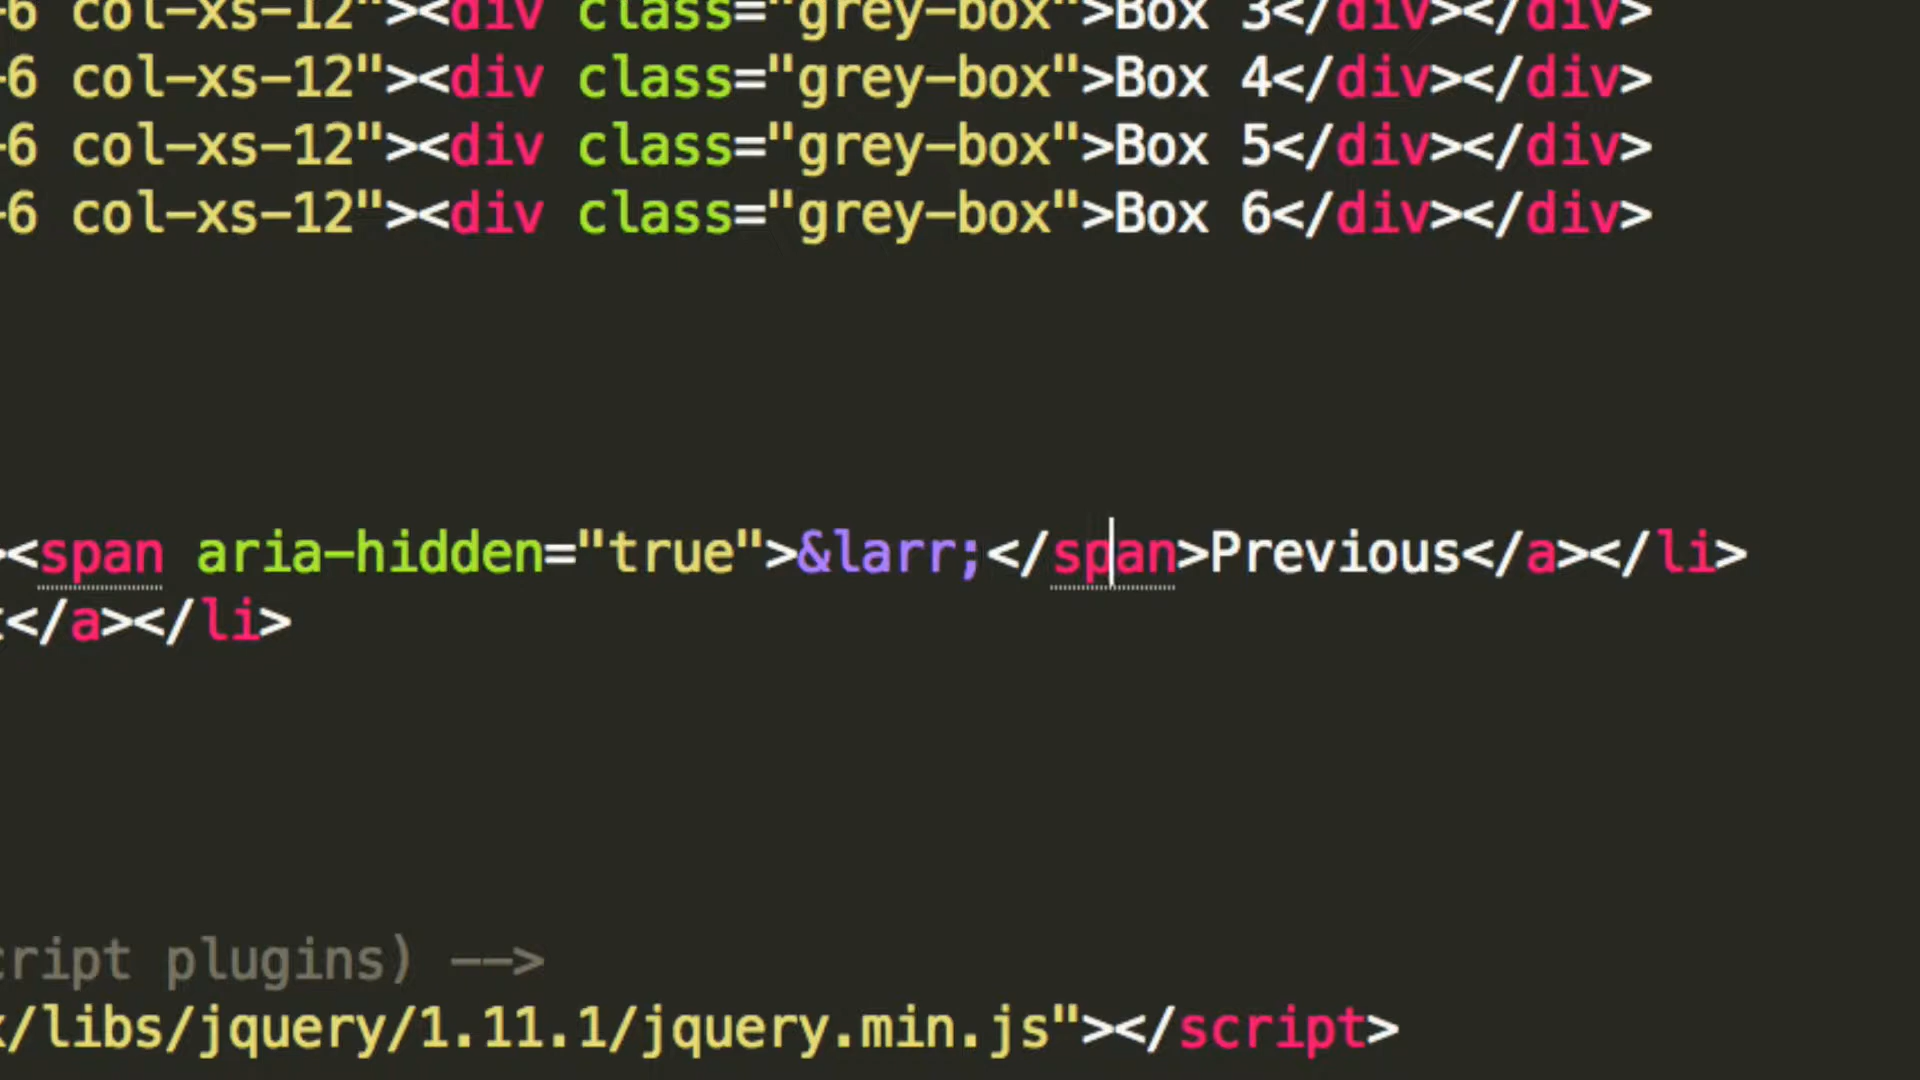 -6 col-xs-12"><div class="grey-box">Box 3</div></div>
-6 col-xs-12"><div class="grey-box">Box 4</div></div>
-6 col-xs-12"><div class="grey-box">Box 5</div></div>
-6 col-xs-12"><div class="grey-box">Box 6</div></div>
><span aria-hidden="true">&larr;</span>Previous</a></li>
t</a></li>
cript plugins) -->
x/libs/jquery/1.11.1/jquery.min.js"></script>